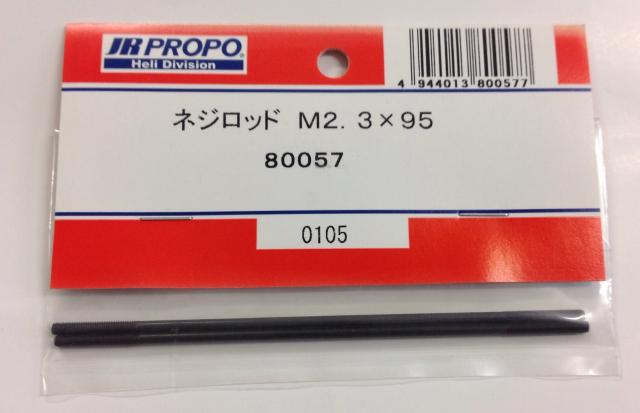 JR PROPO
Heli Division
4 944013 800577
ネジロッド M2.3×95
80057
0105